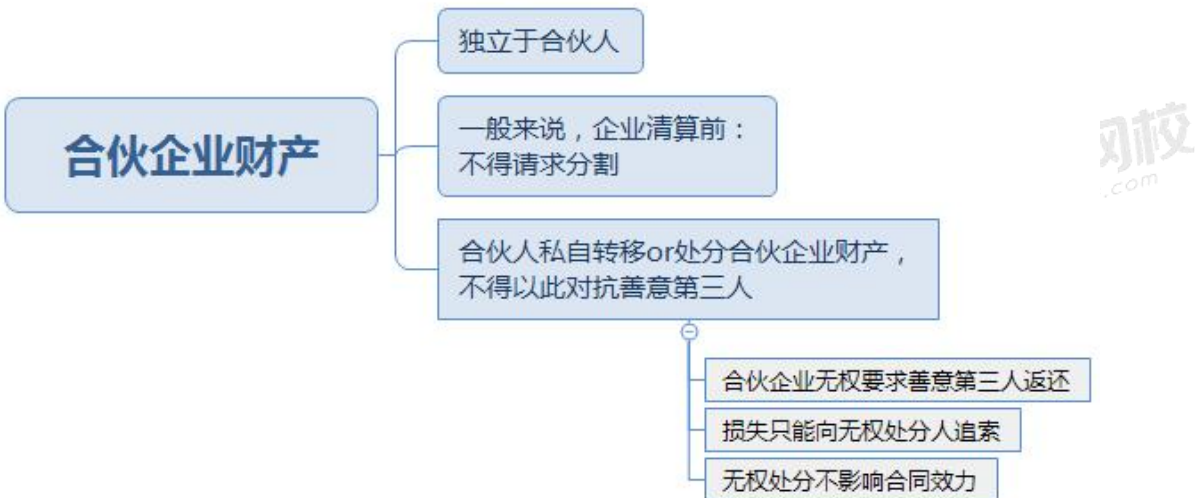 合伙企业财产
独立于合伙人
一般来说，企业清算前：
不得请求分割
合伙人私自转移or处分合伙企业财产，
不得以此对抗善意第三人
合伙企业无权要求善意第三人返还
损失只能向无权处分人追索
无权处分不影响合同效力
网校
.com